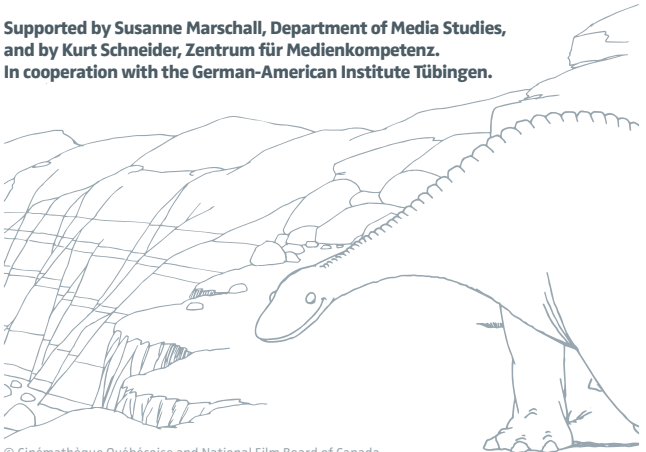 Supported by Susanne Marschall, Department of Media Studies,
and by Kurt Schneider, Zentrum für Medienkompetenz.
In cooperation with the German-American Institute Tübingen.
© Cinémathèque Québécoise and National Film Board of Canada